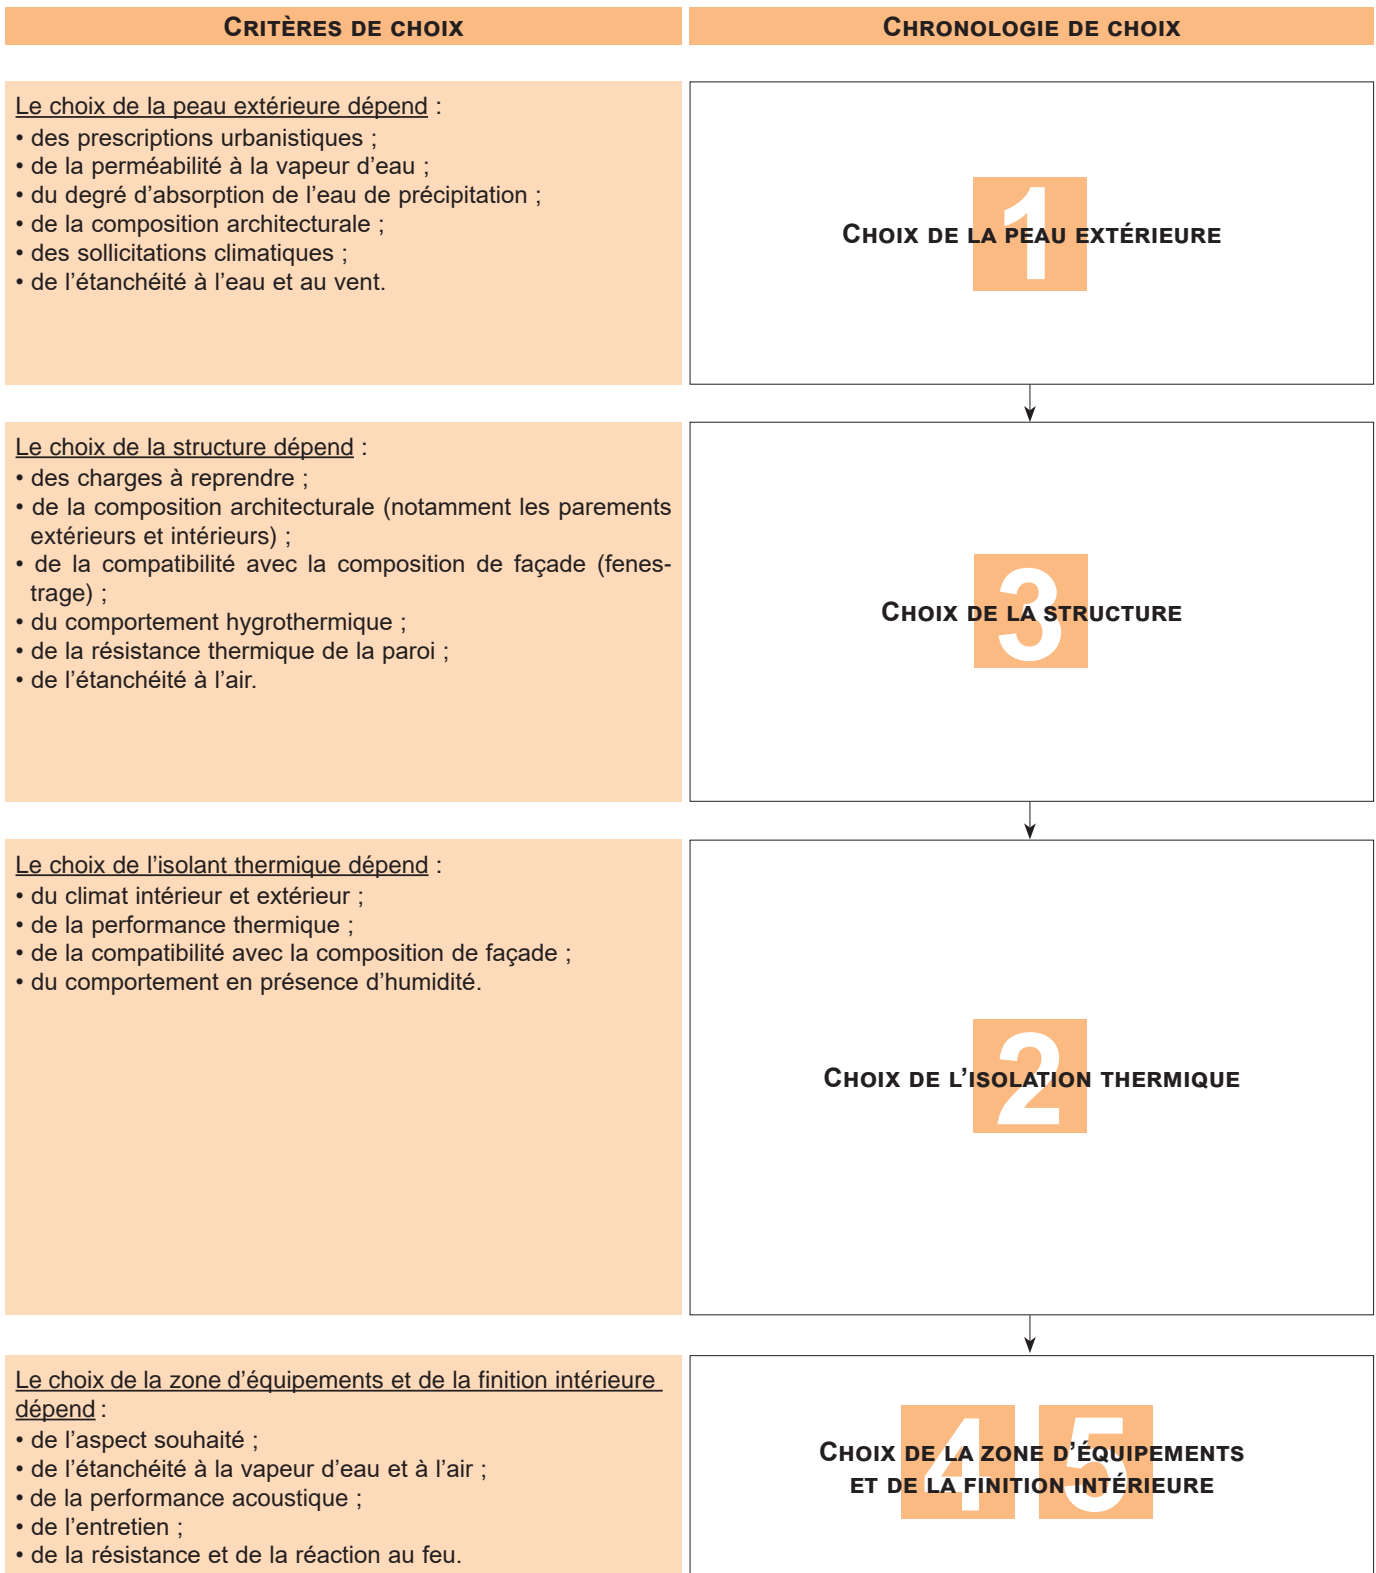 Critères de choix
Chronologie de choix
Le choix de la peau extérieure dépend :
• des prescriptions urbanistiques ;
• de la perméabilité à la vapeur d'eau ;
• du degré d'absorption de l'eau de précipitation ;
• de la composition architecturale ;
• des sollicitations climatiques ;
• de l'étanchéité à l'eau et au vent.
1
Choix de la peau extérieure
Le choix de la structure dépend :
• des charges à reprendre ;
• de la composition architecturale (notamment les parements
extérieurs et intérieurs) ;
• de la compatibilité avec la composition de façade (fenes-
trage) ;
• du comportement hygrothermique ;
• de la résistance thermique de la paroi ;
• de l'étanchéité à l'air.
3
Choix de la structure
Le choix de l'isolant thermique dépend :
• du climat intérieur et extérieur ;
• de la performance thermique ;
• de la compatibilité avec la composition de façade ;
• du comportement en présence d'humidité.
2
Choix de l'isolation thermique
Le choix de la zone d'équipements et de la finition intérieure
dépend :
• de l'aspect souhaité ;
• de l'étanchéité à la vapeur d'eau et à l'air ;
• de la performance acoustique ;
• de l'entretien ;
• de la résistance et de la réaction au feu.
4 5
Choix de la zone d'équipements
et de la finition intérieure